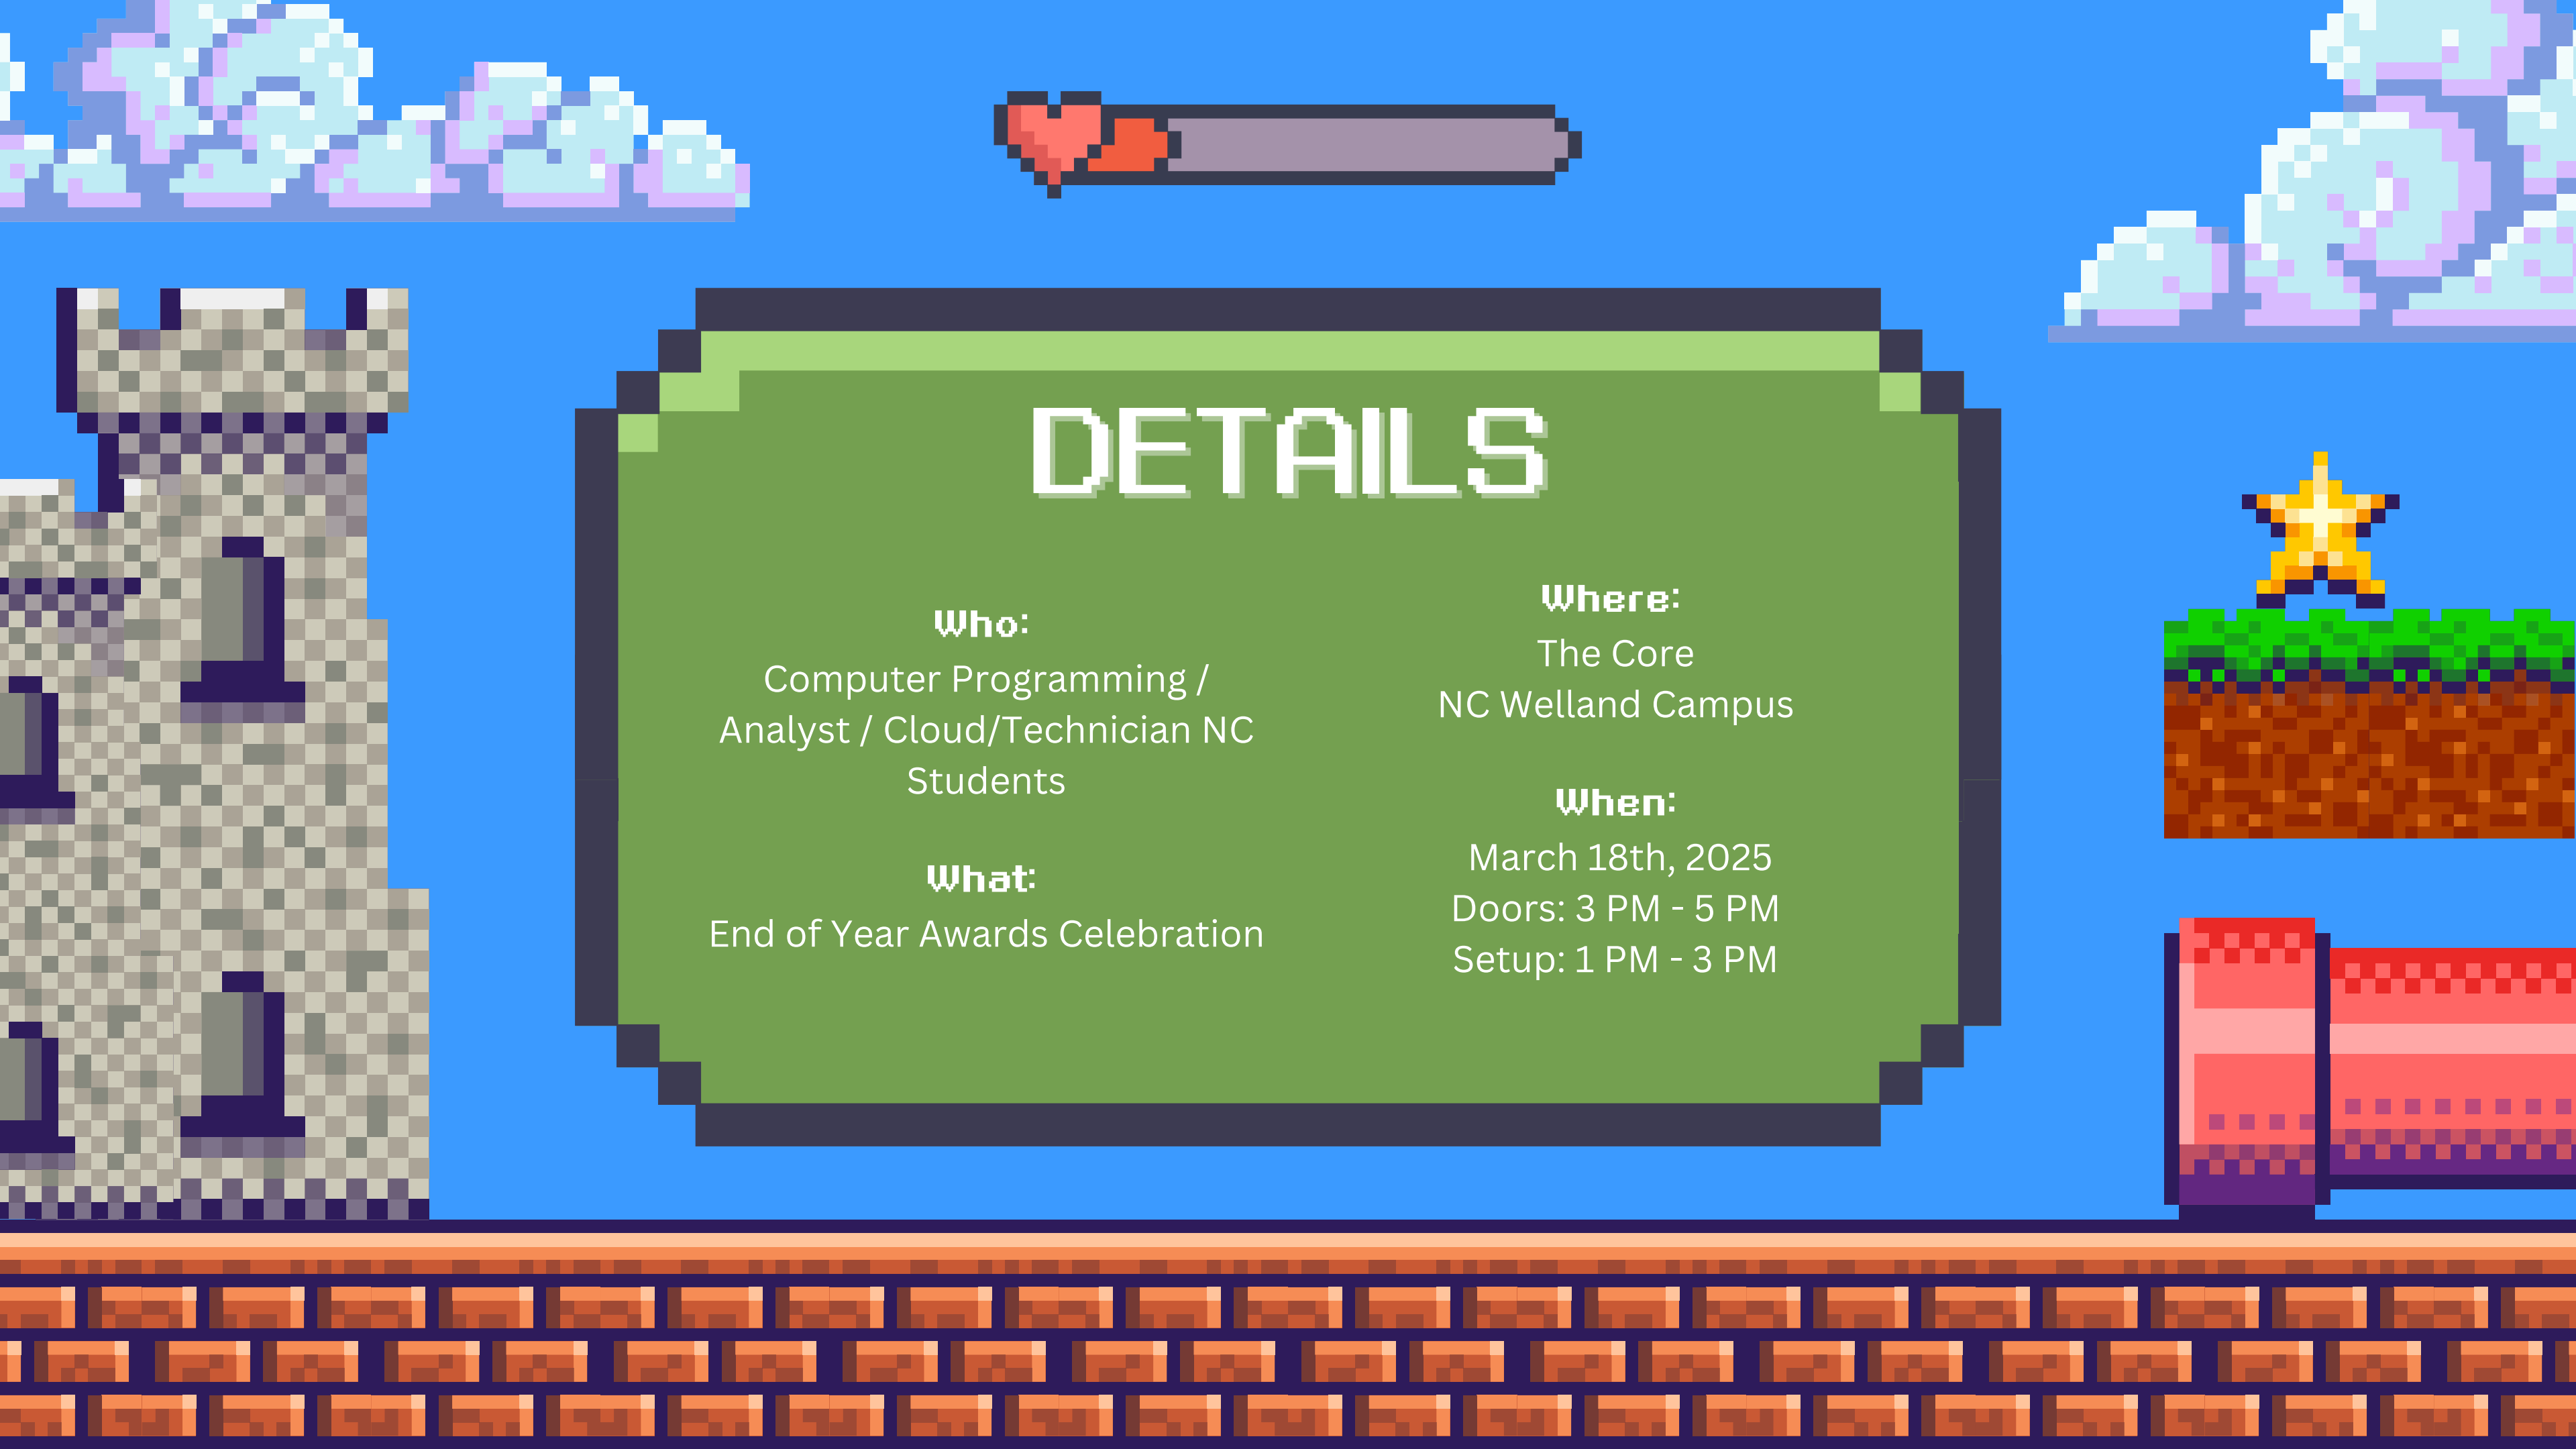 DETAILS
Who:
Computer Programming /
Analyst / Cloud/Technician NC
Students
What:
End of Year Awards Celebration
Where:
The Core
NC Welland Campus
When:
March 18th, 2025
Doors: 3 PM - 5 PM
Setup: 1 PM - 3 PM